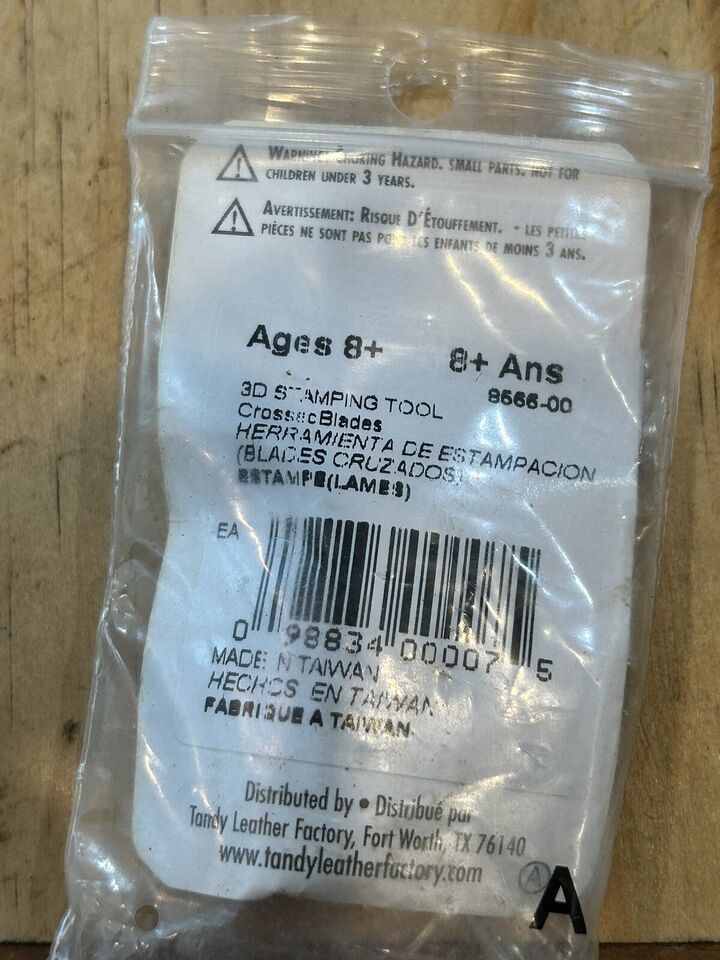 WARNING: CHOKING HAZARD. SMALL PARTS. NOT FOR
CHILDREN UNDER 3 YEARS.
AVERTISSEMENT: RISQUE D'ÉTOUFFEMENT. - LES PETITES
PIÉCES NE SONT PAS POUR LES ENFANTS DE MOINS 3 ANS.
Ages 8+ 8+ Ans
3D STAMPING TOOL 8566-00
Crossed Blades
HERRAMIENTA DE ESTAMPACION
(BLADES CRUZADOS)
ESTAMPE(LAMES)
EA
0 98834 00007 5
MADE IN TAIWAN
HECHOS EN TAIWAN
FABRIQUE A TAIWAN
Distributed by • Distribué par
Tandy Leather Factory, Fort Worth, TX 76140
www.tandyleatherfactory.com
A
A